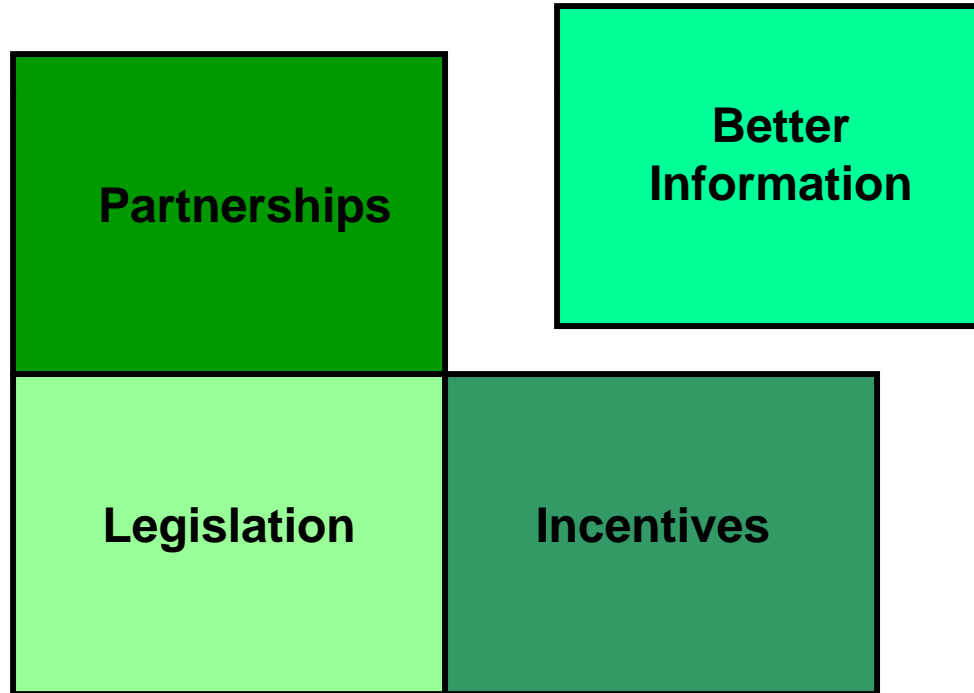 Better
Information
Partnerships
Legislation
Incentives